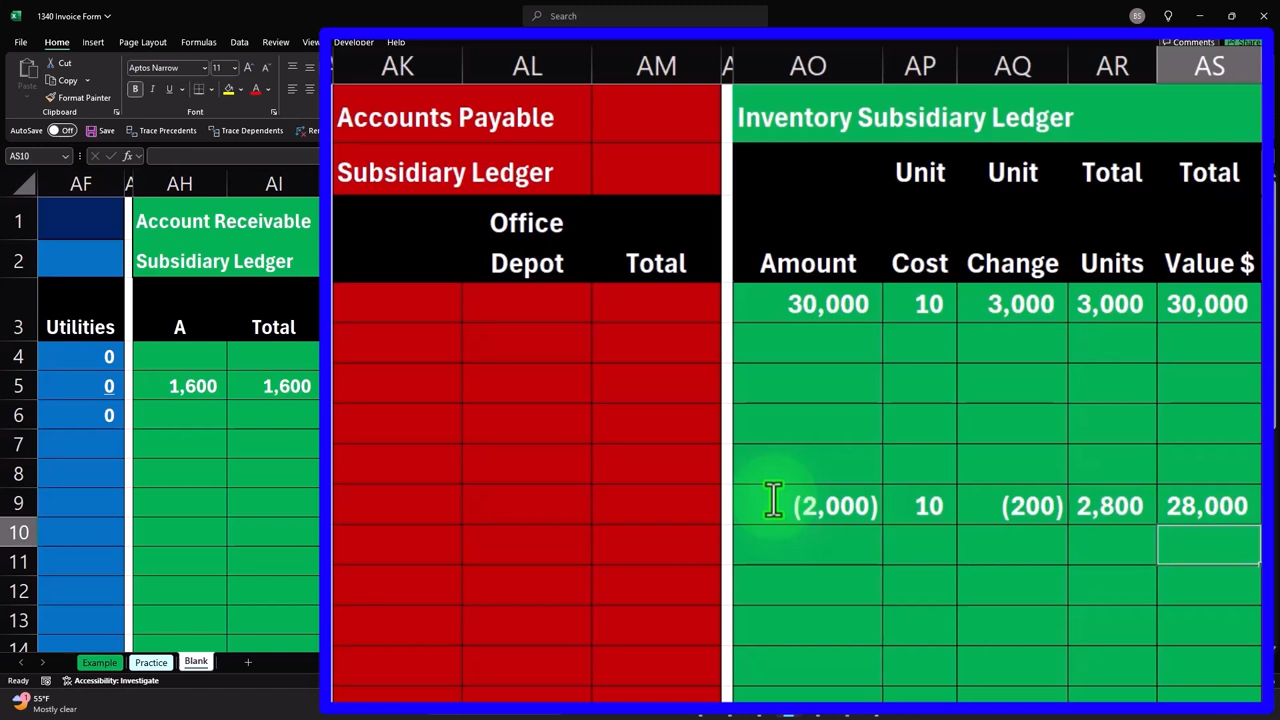 1340 Invoice Form
Search
BS
File Home Insert Page Layout Formulas Data Review Developer Help
Comments Share
Cut
Copy
Format Painter
Paste
Clipboard
Aptos Narrow 11
B I U
Font
AutoSave Off Save Trace Precedents Trace Dependents
AS10 fx
AF AH AI
1 Account Receivable
2 Subsidiary Ledger
3 Utilities A Total
4 0
5 0 1,600 1,600
6 0
7
8
9
10
11
12
13
14
AK AL AM AO AP AQ AR AS
Accounts Payable Inventory Subsidiary Ledger
Subsidiary Ledger Unit Unit Total Total
Office
Depot Total Amount Cost Change Units Value $
30,000 10 3,000 3,000 30,000
(2,000) 10 (200) 2,800 28,000
Example Practice Blank
Ready Accessibility: Investigate
55°F
Mostly clear